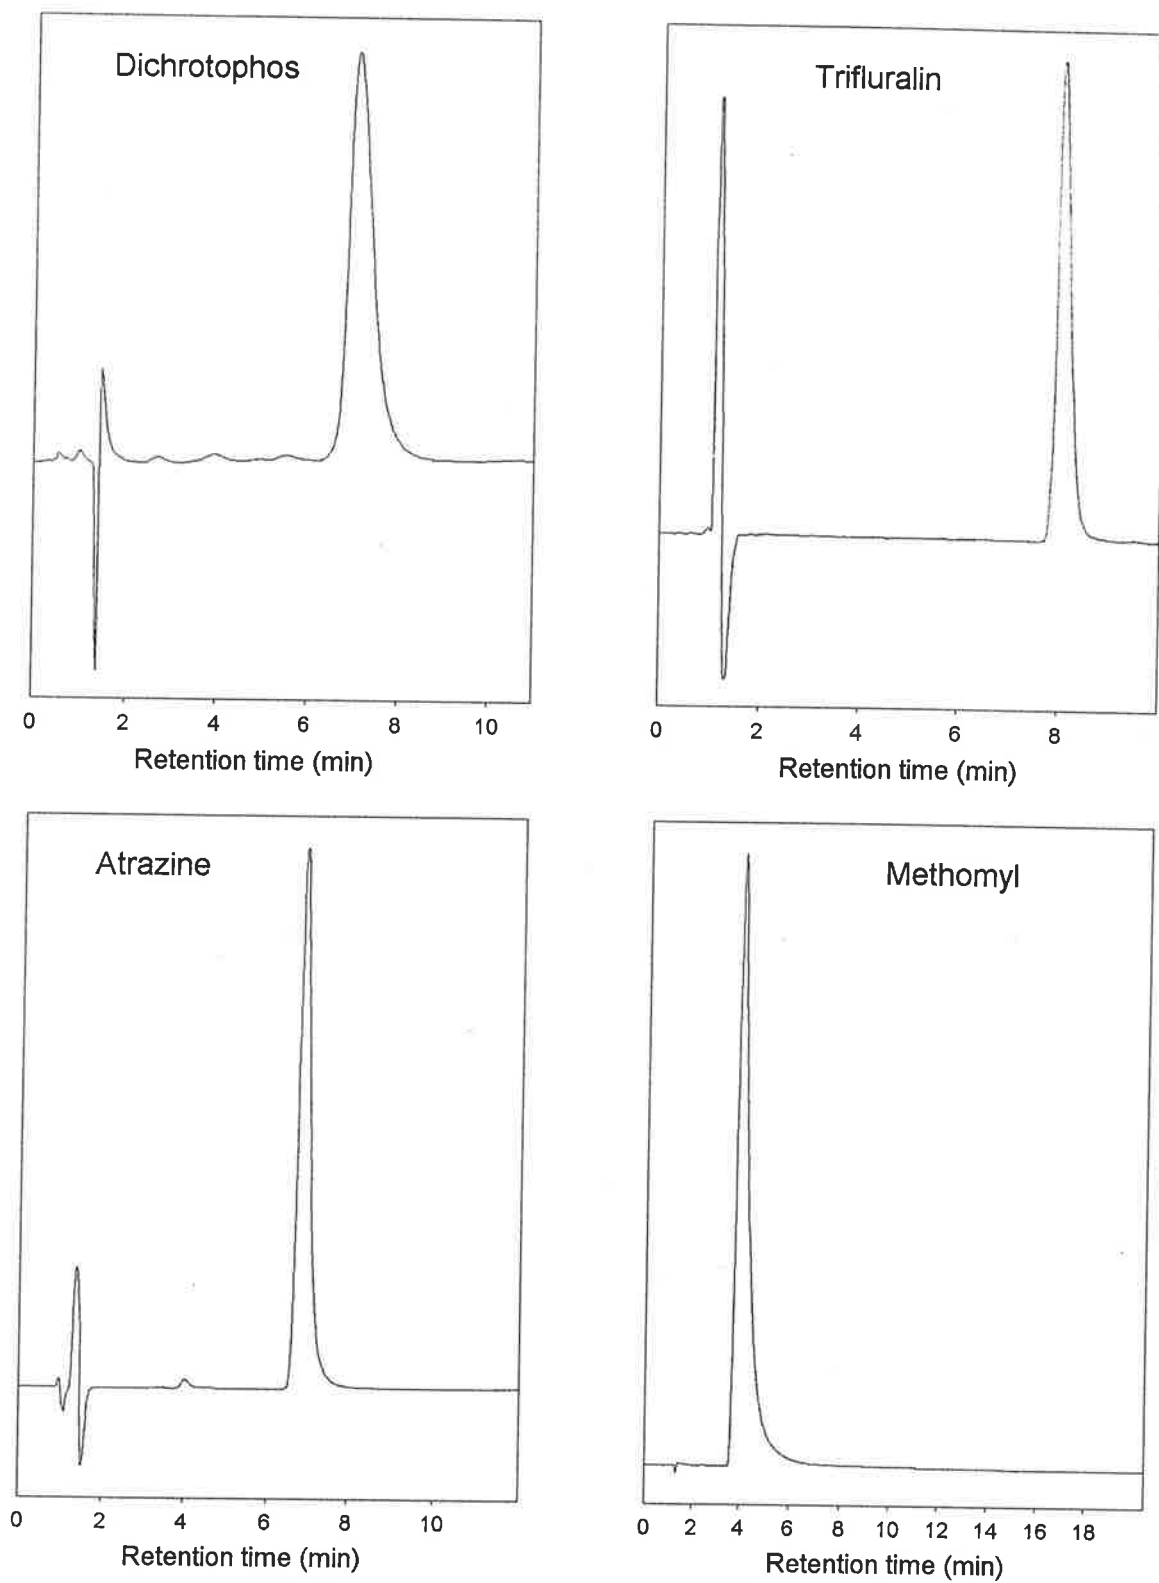 Dichrotophos
0 2 4 6 8 10
Retention time (min)
Trifluralin
0 2 4 6 8
Retention time (min)
Atrazine
0 2 4 6 8 10
Retention time (min)
Methomyl
0 2 4 6 8 10 12 14 16 18
Retention time (min)